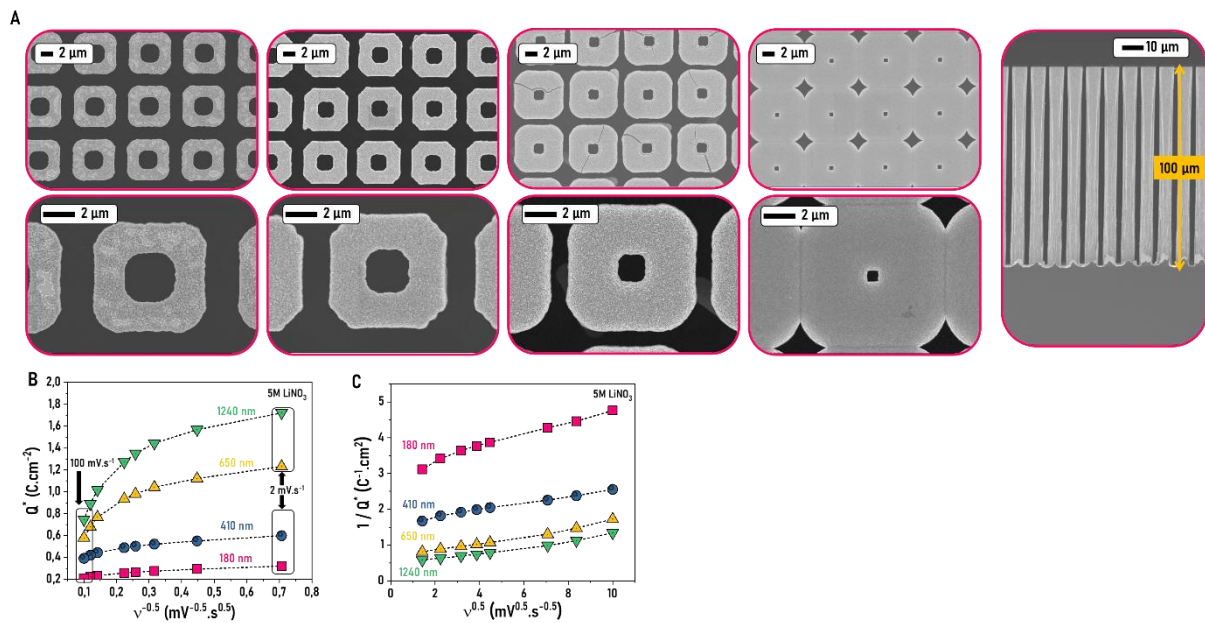 A
2 µm
2 µm
2 µm
2 µm
10 µm
100 µm
2 µm
2 µm
2 µm
2 µm
B
2,0
1,8
1,6
1,4
1,2
1,0
0,8
0,6
0,4
0,2
Q* (C.cm⁻²)
5M LiNO₃
1240 nm
100 mV.s⁻¹
650 nm
2 mV.s⁻¹
410 nm
180 nm
0,0 0,1 0,2 0,3 0,4 0,5 0,6 0,7 0,8
ν⁻⁰·⁵ (mV⁻⁰·⁵.s⁰·⁵)
C
5
4
3
2
1
0
1 / Q* (C⁻¹.cm²)
5M LiNO₃
180 nm
410 nm
650 nm
1240 nm
0 2 4 6 8 10
ν⁰·⁵ (mV⁰·⁵.s⁻⁰·⁵)